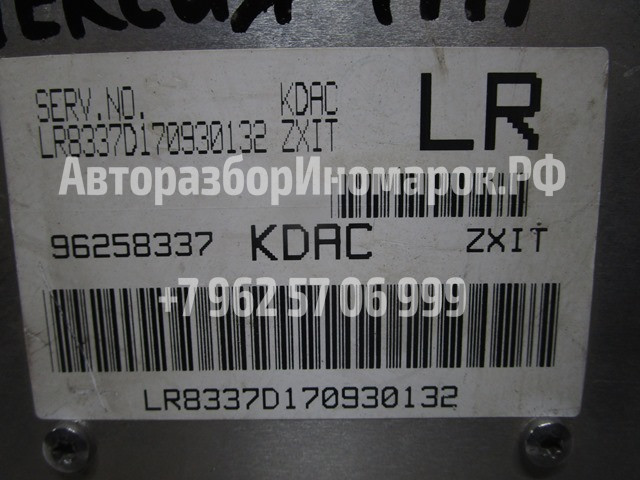 SERV.NO. KDAC LR
LR8337D170930132 ZXIT
АвторазборИномарок.РФ
96258337 KDAC ZXIT
+7 962 57 06 999
LR8337D170930132